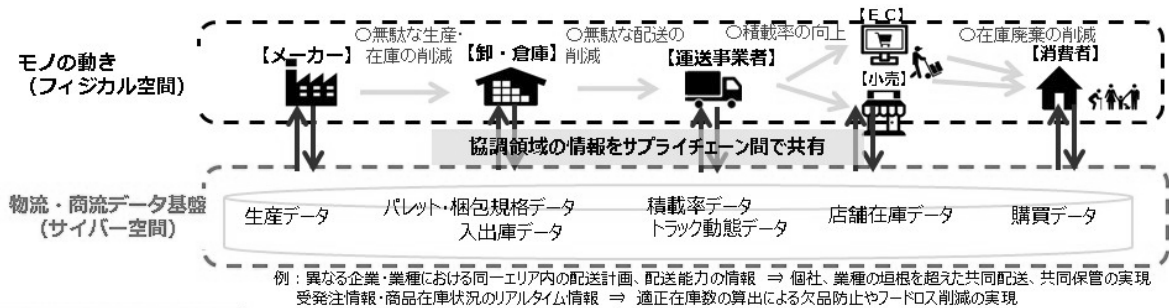 【EC】
○無駄な生産・
在庫の削減
○無駄な配送の
削減
○積載率の向上
○在庫廃棄の削減
モノの動き
(フィジカル空間)
【メーカー】
【卸・倉庫】
【運送事業者】
【小売】
【消費者】
協調領域の情報をサプライチェーン間で共有
物流・商流データ基盤
(サイバー空間)
生産データ
パレット・梱包規格データ
入出庫データ
積載率データ
トラック動態データ
店舗在庫データ
購買データ
例：異なる企業・業種における同一エリア内の配送計画、配送能力の情報 ⇒ 個社、業種の垣根を超えた共同配送、共同保管の実現
受発注情報・商品在庫状況のリアルタイム情報 ⇒ 適正在庫数の算出による欠品防止やフードロス削減の実現